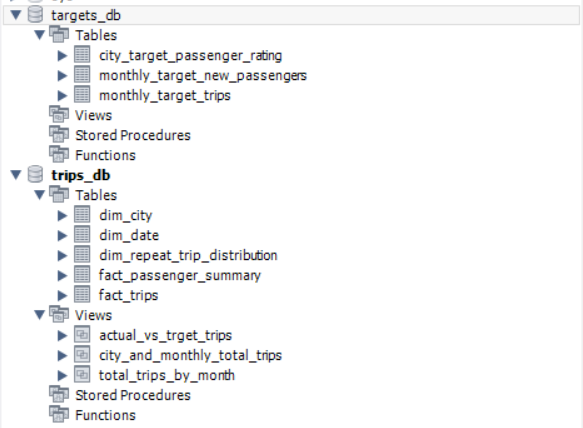 targets_db
Tables
city_target_passenger_rating
monthly_target_new_passengers
monthly_target_trips
Views
Stored Procedures
Functions
trips_db
Tables
dim_city
dim_date
dim_repeat_trip_distribution
fact_passenger_summary
fact_trips
Views
actual_vs_trget_trips
city_and_monthly_total_trips
total_trips_by_month
Stored Procedures
Functions